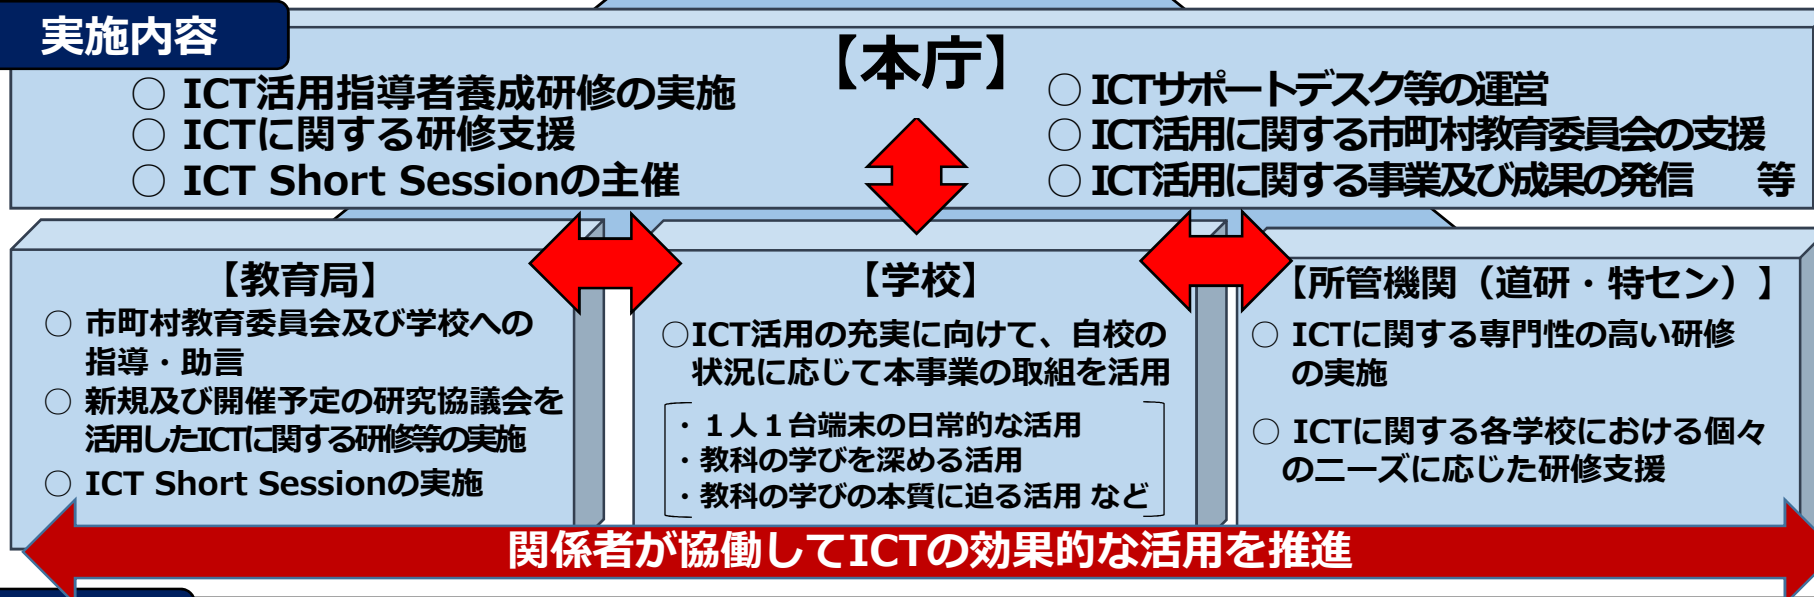 実施内容
【本庁】
○ ICT活用指導者養成研修の実施
○ ICTに関する研修支援
○ ICT Short Sessionの主催
○ ICTサポートデスク等の運営
○ ICT活用に関する市町村教育委員会の支援
○ ICT活用に関する事業及び成果の発信 等
【教育局】
○ 市町村教育委員会及び学校への
指導・助言
○ 新規及び開催予定の研究協議会を
活用したICTに関する研修等の実施
○ ICT Short Sessionの実施
【学校】
○ICT活用の充実に向けて、自校の
状況に応じて本事業の取組を活用
・１人１台端末の日常的な活用
・教科の学びを深める活用
・教科の学びの本質に迫る活用 など
【所管機関（道研・特セン）】
○ ICTに関する専門性の高い研修
の実施
○ ICTに関する各学校における個々
のニーズに応じた研修支援
関係者が協働してICTの効果的な活用を推進